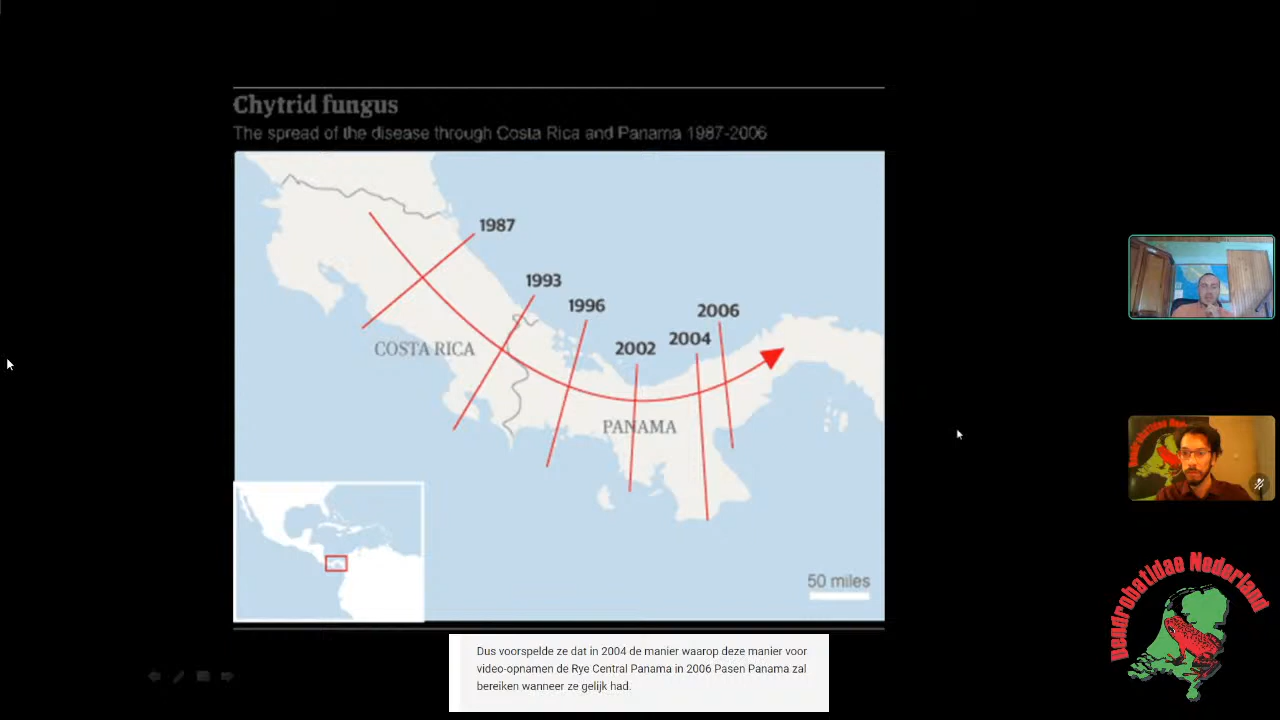 Chytrid fungus
The spread of the disease through Costa Rica and Panama 1987-2006
1987
1993
1996
2006
2004
2002
COSTA RICA
PANAMA
50 miles
Dendrobatidae Nederland
Dus voorspelde ze dat in 2004 de manier waarop deze manier voor
video-opnamen de Rye Central Panama in 2006 Pasen Panama zal
bereiken wanneer ze gelijk had.